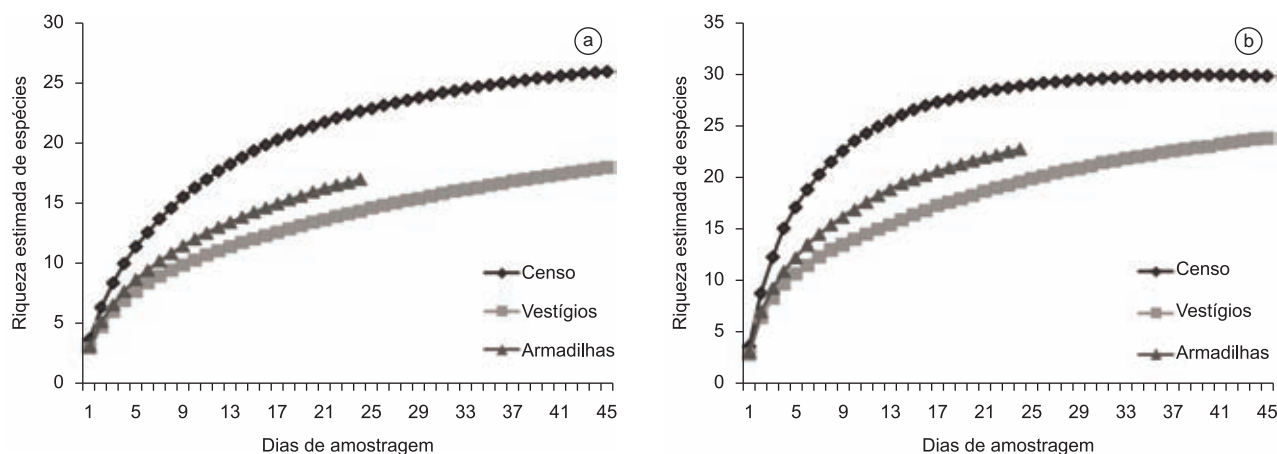 a
Riqueza estimada de espécies
30
25
20
15
10
5
0
Censo
Vestígios
Armadilhas
1 5 9 13 17 21 25 29 33 37 41 45
Dias de amostragem
b
Riqueza estimada de espécies
35
30
25
20
15
10
5
0
Censo
Vestígios
Armadilhas
1 5 9 13 17 21 25 29 33 37 41 45
Dias de amostragem